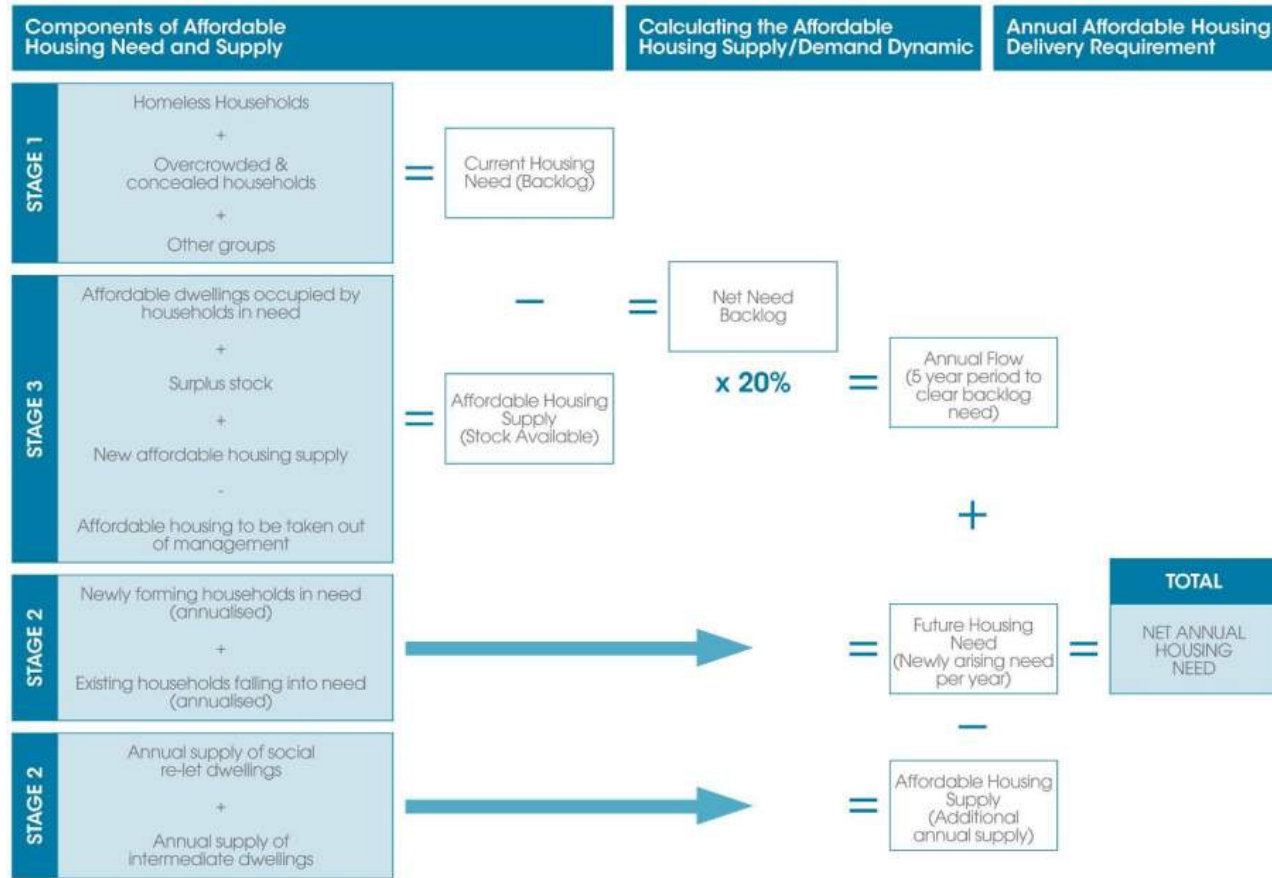 Components of Affordable
Housing Need and Supply
Calculating the Affordable
Housing Supply/Demand Dynamic
Annual Affordable Housing
Delivery Requirement
STAGE 1
Homeless Households
+
Overcrowded &
concealed households
+
Other groups
=
Current Housing
Need (Backlog)
STAGE 3
Affordable dwellings occupied by
households in need
+
Surplus stock
+
New affordable housing supply
-
Affordable housing to be taken out
of management
=
Affordable Housing
Supply
(Stock Available)
–
=
Net Need
Backlog
x 20%
=
Annual Flow
(5 year period to
clear backlog
need)
+
STAGE 2
Newly forming households in need
(annualised)
+
Existing households falling into need
(annualised)
=
Future Housing
Need
(Newly arising need
per year)
=
TOTAL
NET ANNUAL
HOUSING
NEED
–
STAGE 2
Annual supply of social
re-let dwellings
+
Annual supply of
intermediate dwellings
=
Affordable Housing
Supply
(Additional
annual supply)